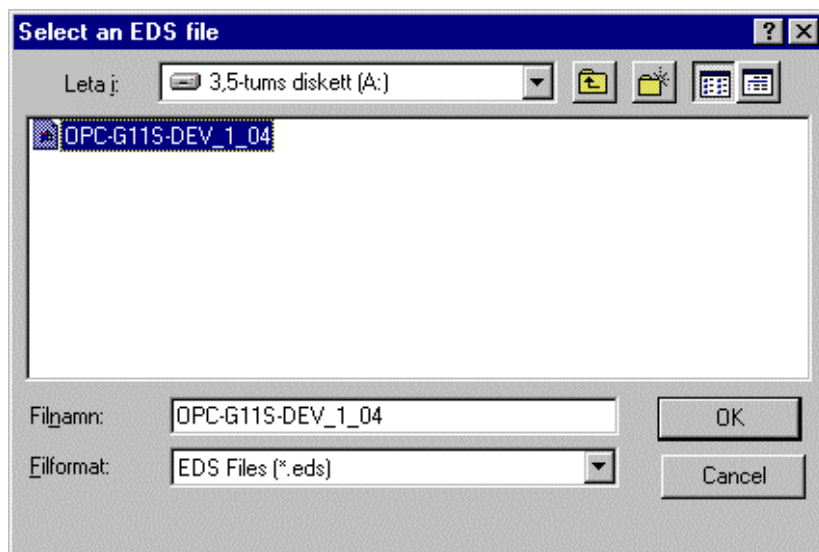 Select an EDS file
Leta i: 3,5-tums diskett (A:)
OPC-G11S-DEV_1_04
Filnamn: OPC-G11S-DEV_1_04 OK
Filformat: EDS Files (*.eds) Cancel